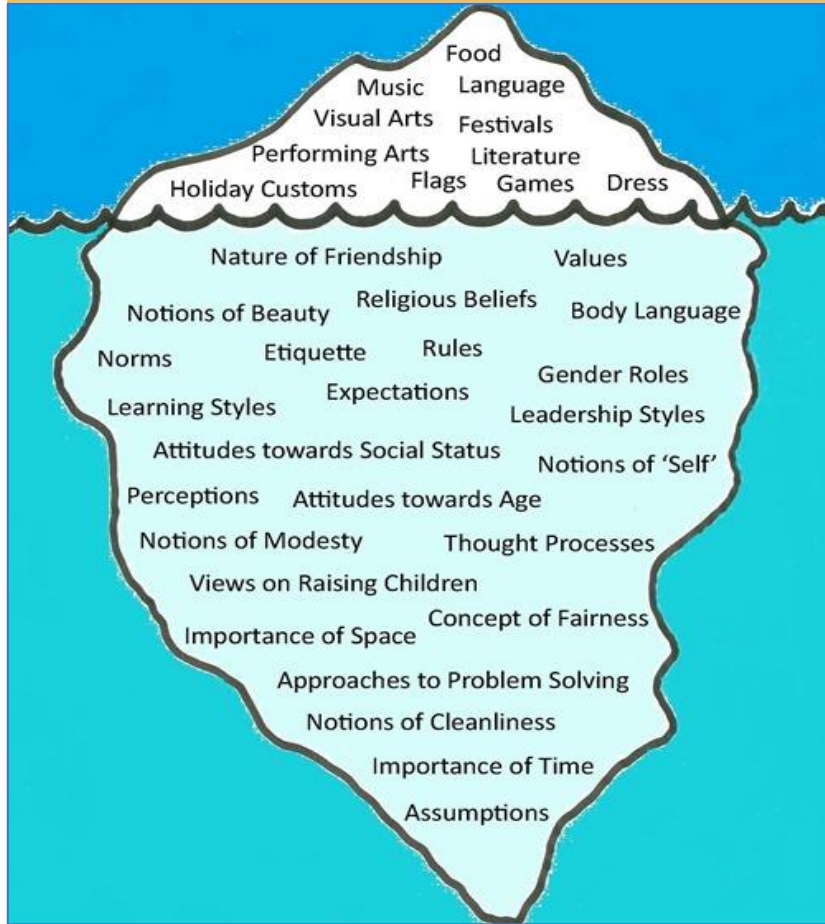 Food
Music Language
Visual Arts Festivals
Performing Arts Literature
Holiday Customs Flags Games Dress
Nature of Friendship Values
Notions of Beauty Religious Beliefs Body Language
Norms Etiquette Rules
Expectations Gender Roles
Learning Styles Leadership Styles
Attitudes towards Social Status Notions of ‘Self’
Perceptions Attitudes towards Age
Notions of Modesty Thought Processes
Views on Raising Children
Importance of Space Concept of Fairness
Approaches to Problem Solving
Notions of Cleanliness
Importance of Time
Assumptions